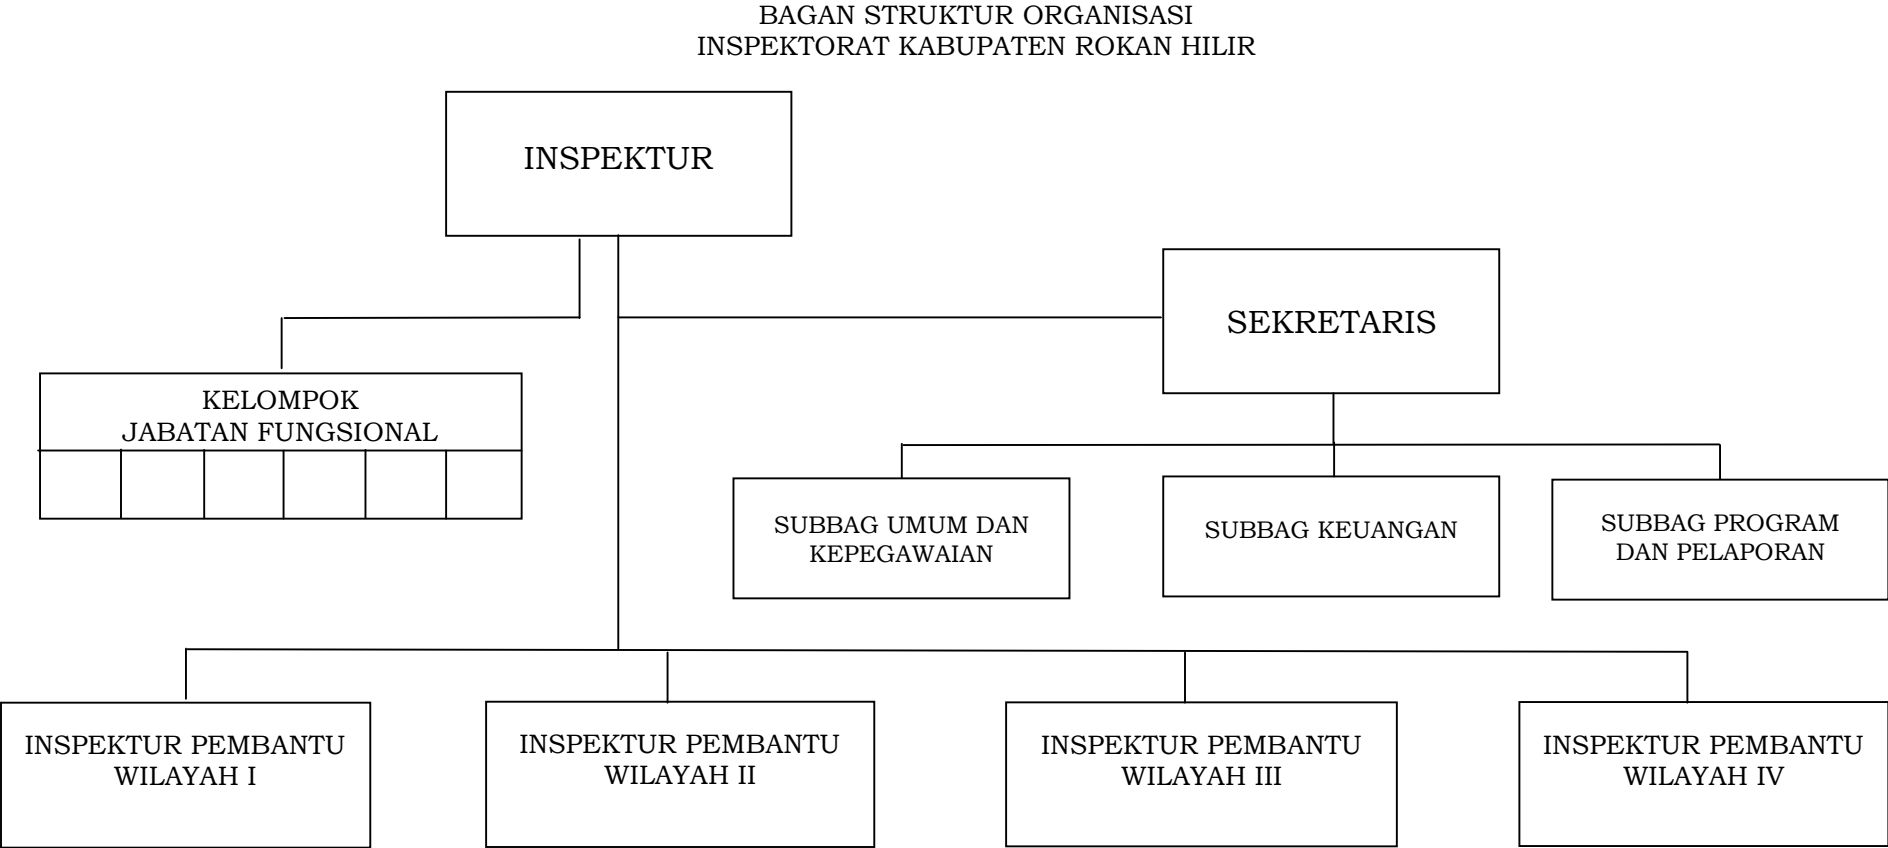 BAGAN STRUKTUR ORGANISASI
INSPEKTORAT KABUPATEN ROKAN HILIR
INSPEKTUR
SEKRETARIS
KELOMPOK
JABATAN FUNGSIONAL
SUBBAG UMUM DAN
KEPEGAWAIAN
SUBBAG KEUANGAN
SUBBAG PROGRAM
DAN PELAPORAN
INSPEKTUR PEMBANTU
WILAYAH I
INSPEKTUR PEMBANTU
WILAYAH II
INSPEKTUR PEMBANTU
WILAYAH III
INSPEKTUR PEMBANTU
WILAYAH IV